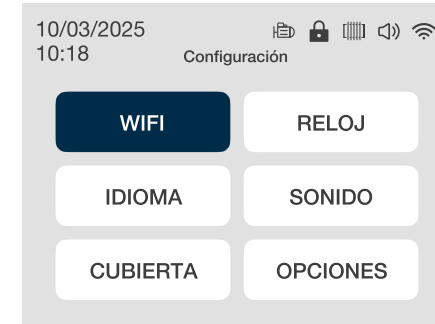 10/03/2025
10:18
Configuración
WIFI
RELOJ
IDIOMA
SONIDO
CUBIERTA
OPCIONES